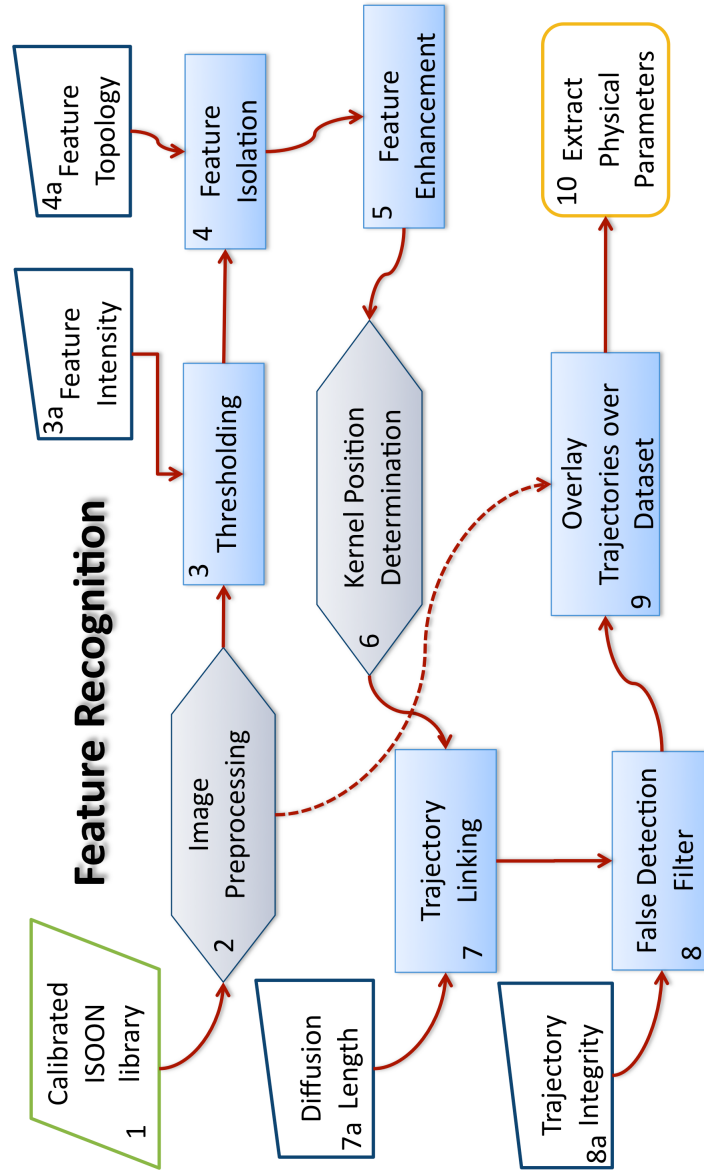 Feature Recognition
1
Calibrated
ISOON
library
2
Image
Preprocessing
3
Thresholding
3a
Feature
Intensity
4
Feature
Isolation
4a
Feature
Topology
5
Feature
Enhancement
6
Kernel Position
Determination
7
Trajectory
Linking
7a
Diffusion
Length
8
False Detection
Filter
8a
Trajectory
Integrity
9
Overlay
Trajectories over
Dataset
10
Extract
Physical
Parameters